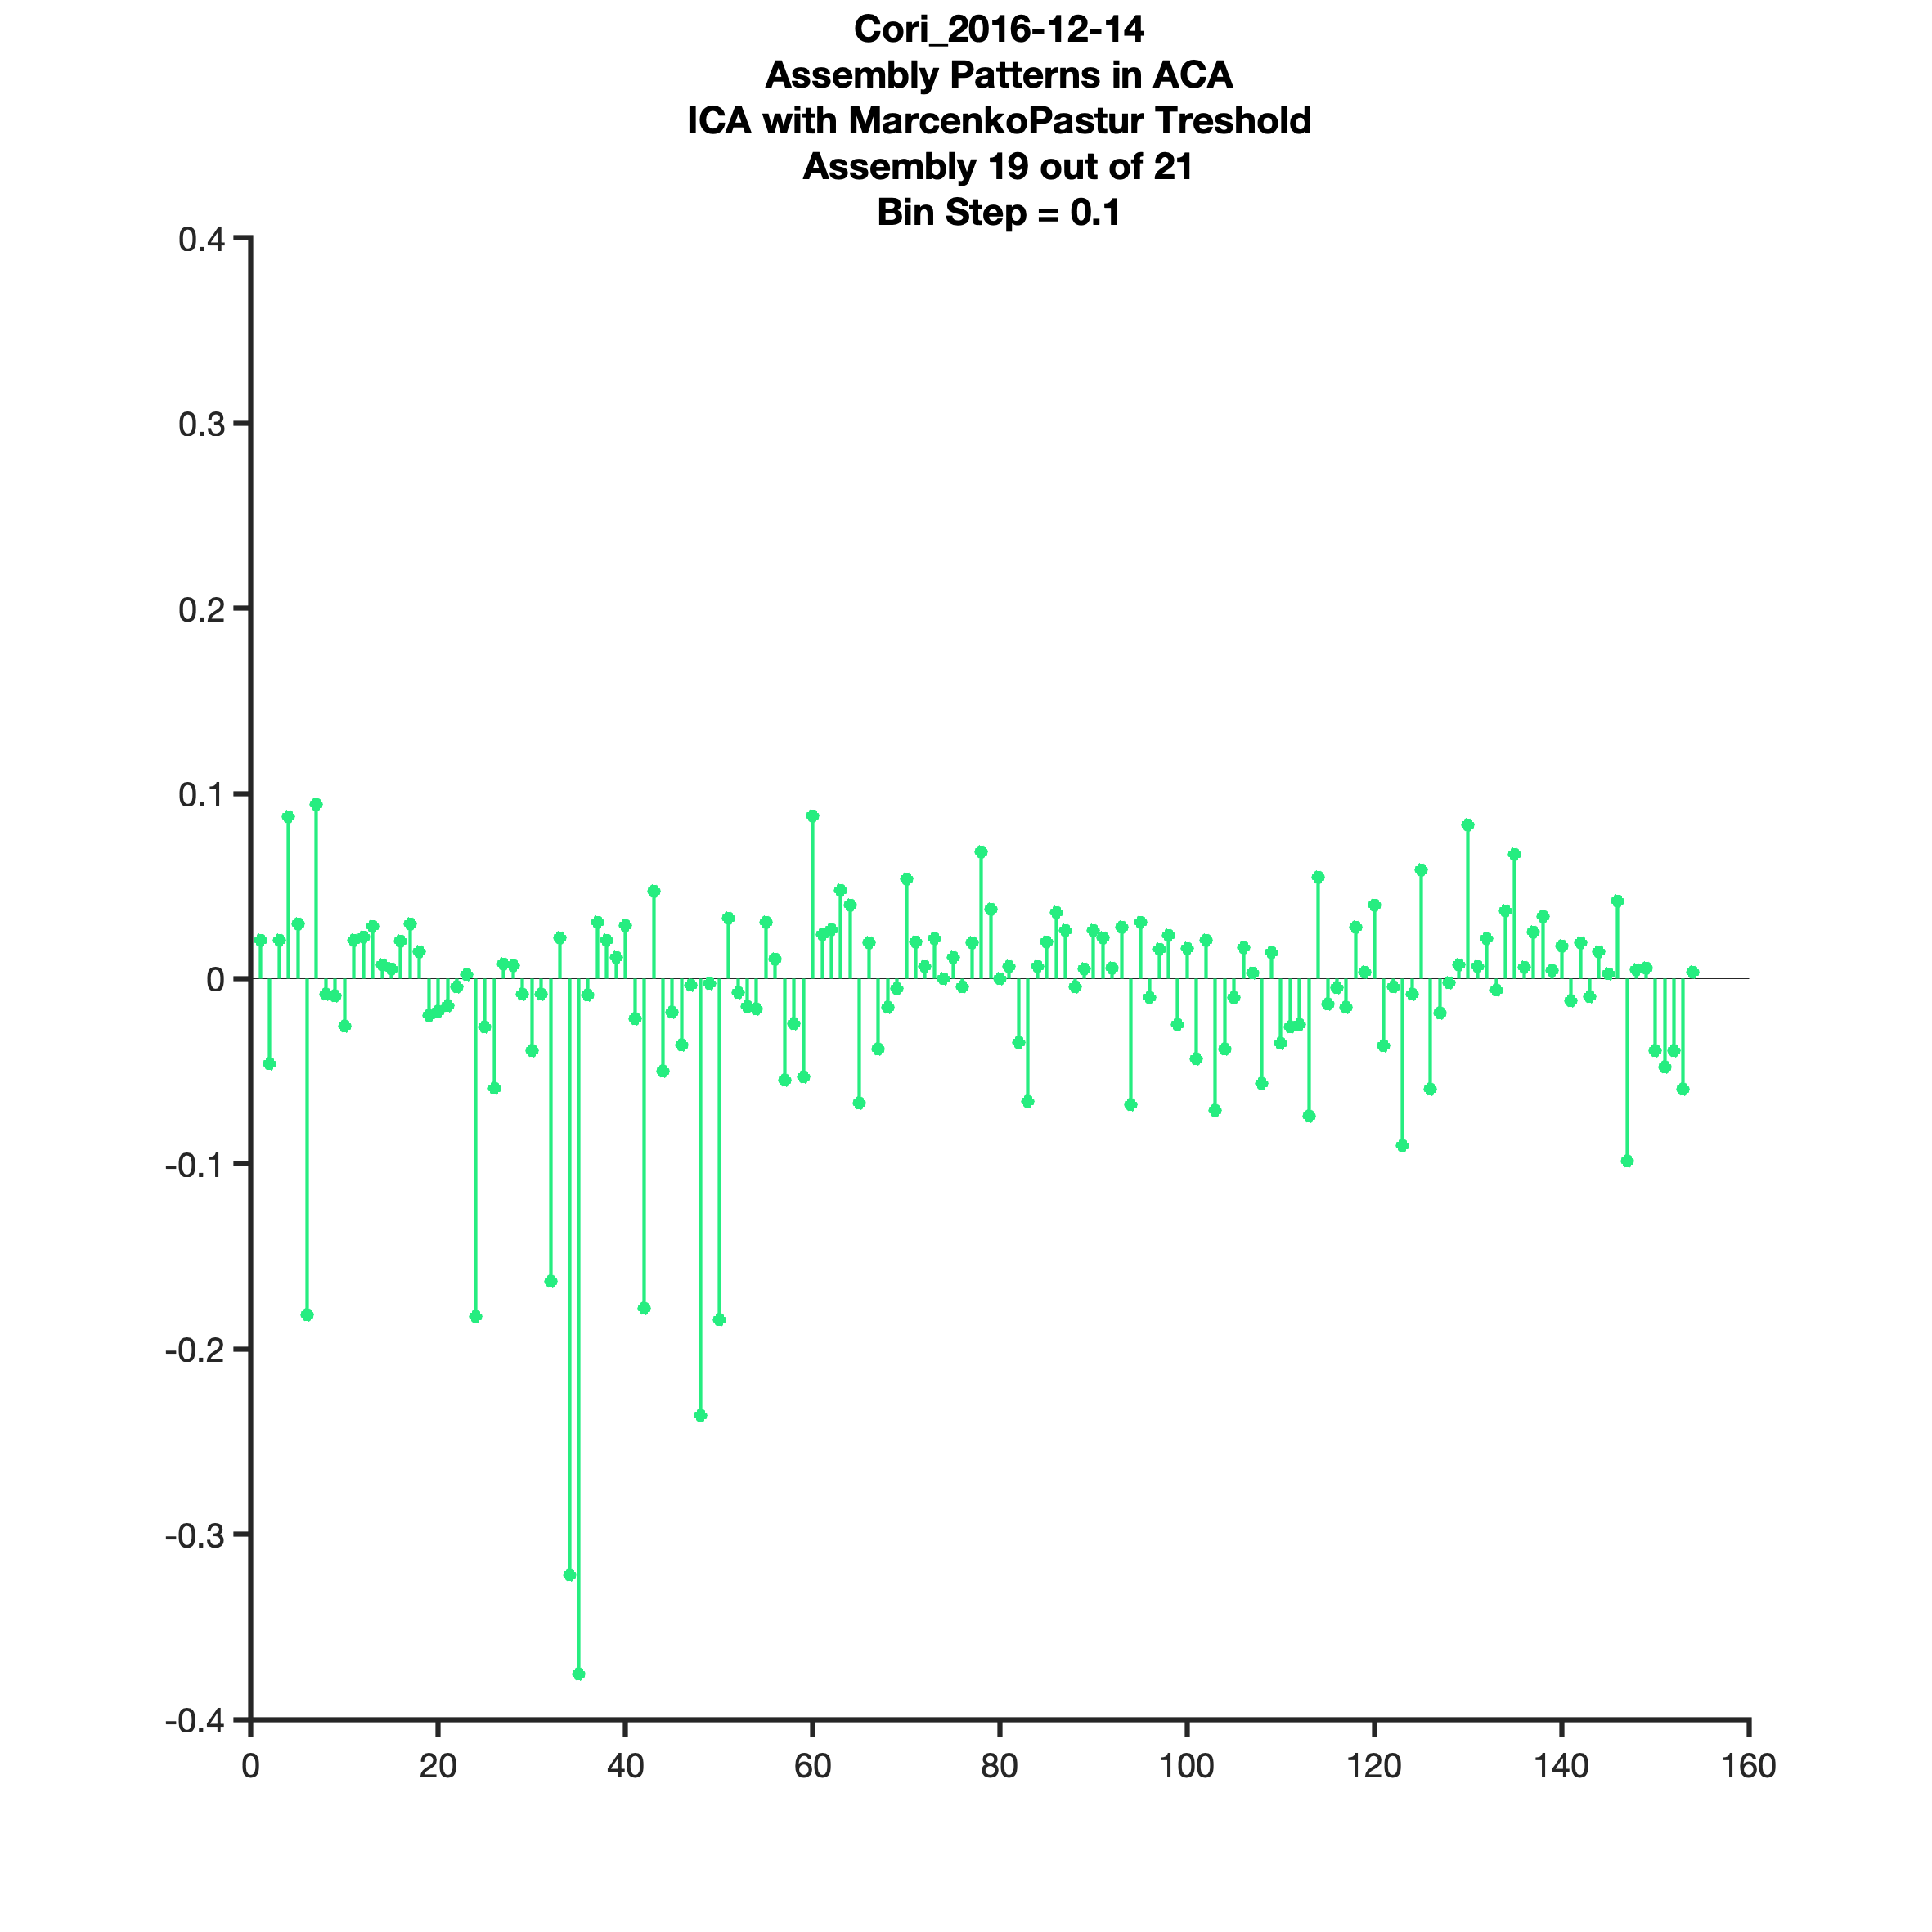 Cori_2016-12-14
Assembly Patterns in ACA
ICA with MarcenkoPastur Treshold
Assembly 19 out of 21
Bin Step = 0.1
0.4
0.3
0.2
0.1
0
-0.1
-0.2
-0.3
-0.4
0 20 40 60 80 100 120 140 160